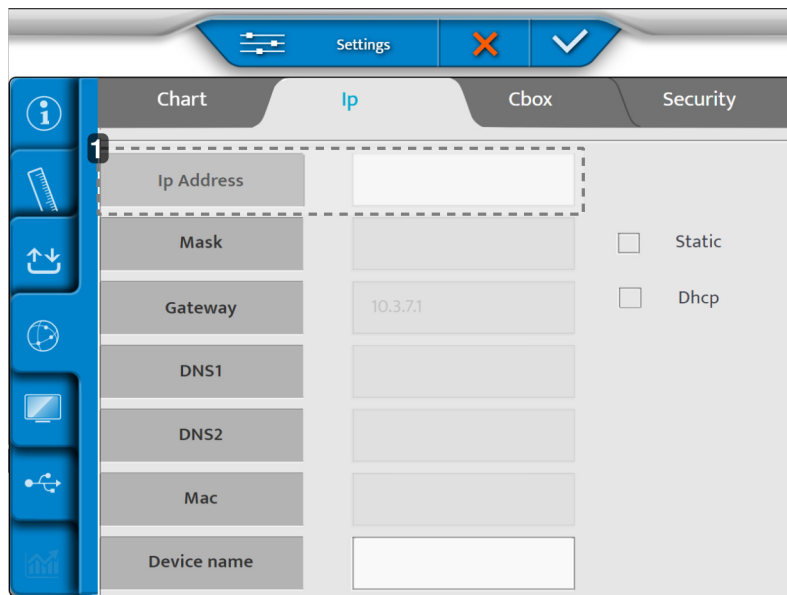 Settings
Chart Ip Cbox Security
1
Ip Address
Mask Static
Gateway 10.3.7.1 Dhcp
DNS1
DNS2
Mac
Device name